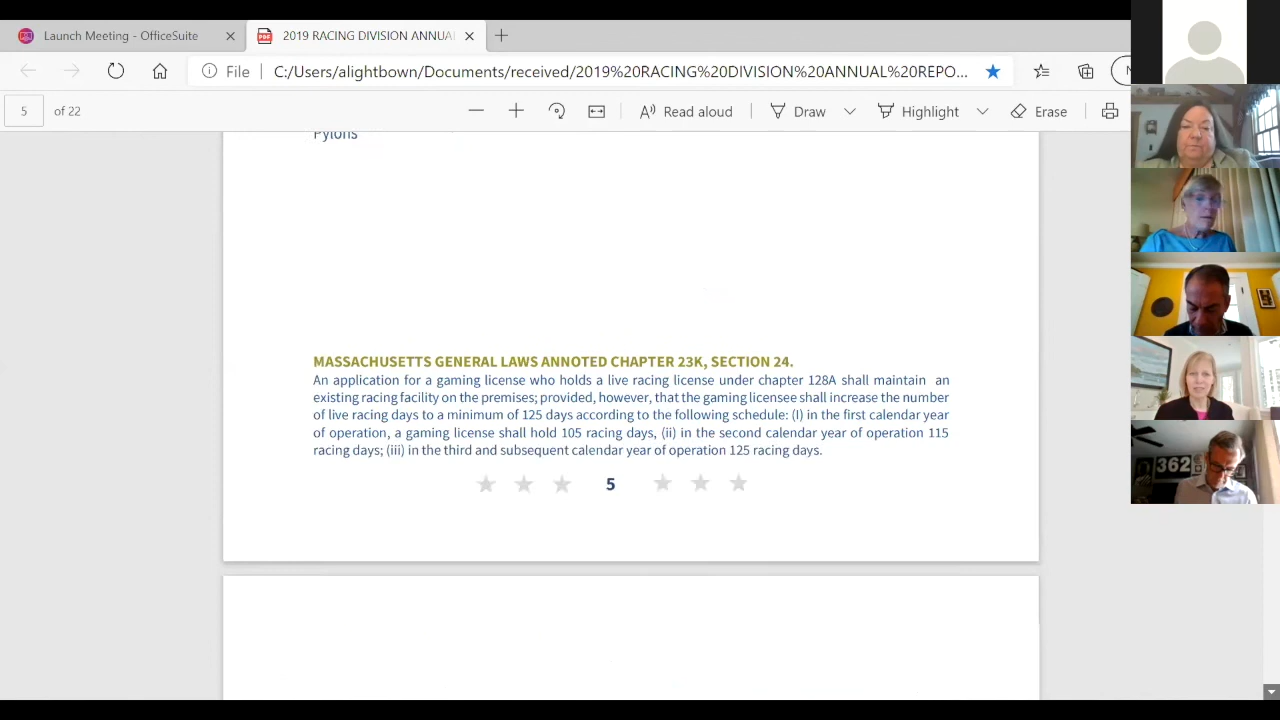 Launch Meeting - OfficeSuite
2019 RACING DIVISION ANNUA
File
C:/Users/alightbown/Documents/received/2019%20RACING%20DIVISION%20ANNUAL%20REPO...
5
of 22
Read aloud
Draw
Highlight
Erase
Pylons
MASSACHUSETTS GENERAL LAWS ANNOTED CHAPTER 23K, SECTION 24.
An application for a gaming license who holds a live racing license under chapter 128A shall maintain an
existing racing facility on the premises; provided, however, that the gaming licensee shall increase the number
of live racing days to a minimum of 125 days according to the following schedule: (I) in the first calendar year
of operation, a gaming license shall hold 105 racing days, (ii) in the second calendar year of operation 115
racing days; (iii) in the third and subsequent calendar year of operation 125 racing days.
5
362